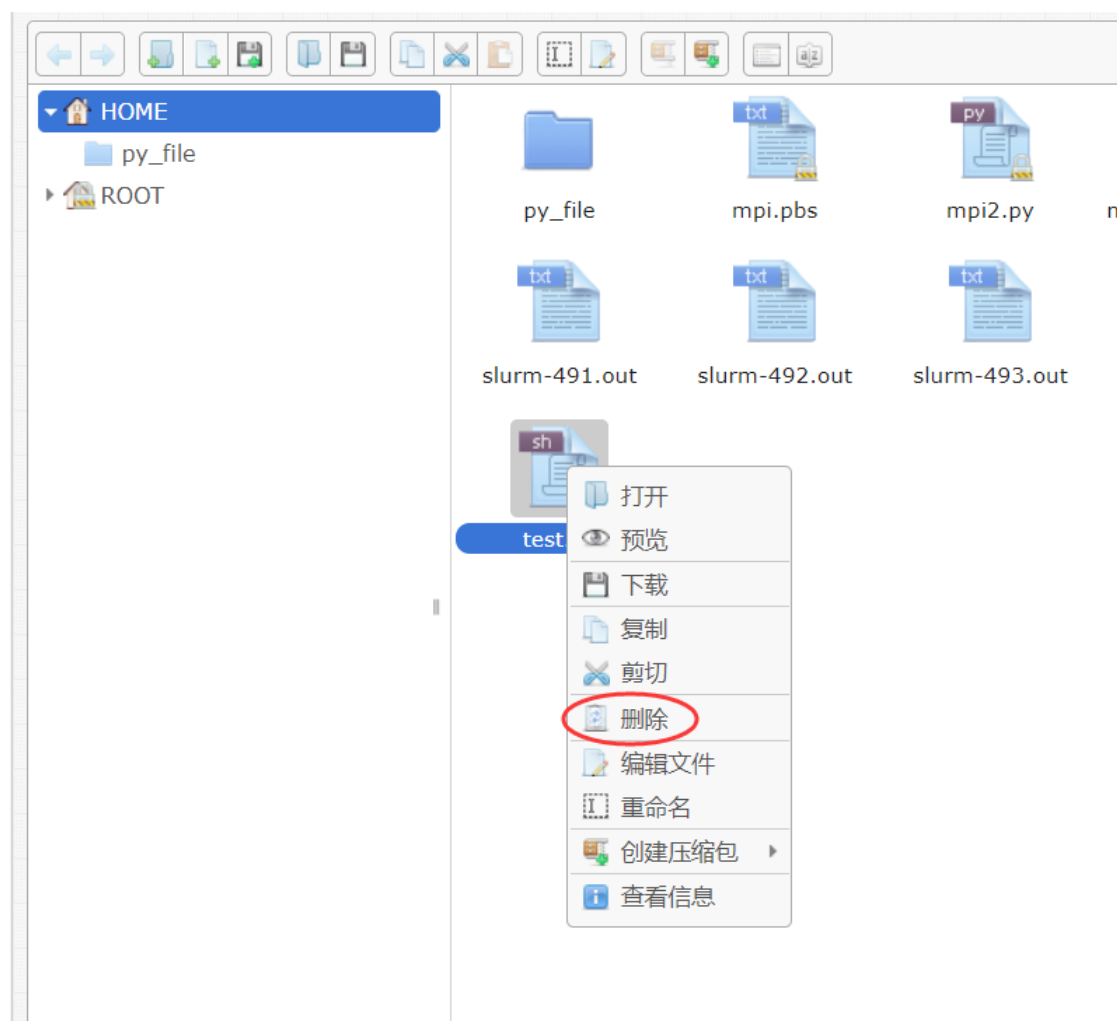 HOME
py_file
ROOT
txt
py
py_file
mpi.pbs
mpi2.py
txt
txt
txt
slurm-491.out
slurm-492.out
slurm-493.out
sh
test
打开
预览
下载
复制
剪切
删除
编辑文件
重命名
创建压缩包
查看信息